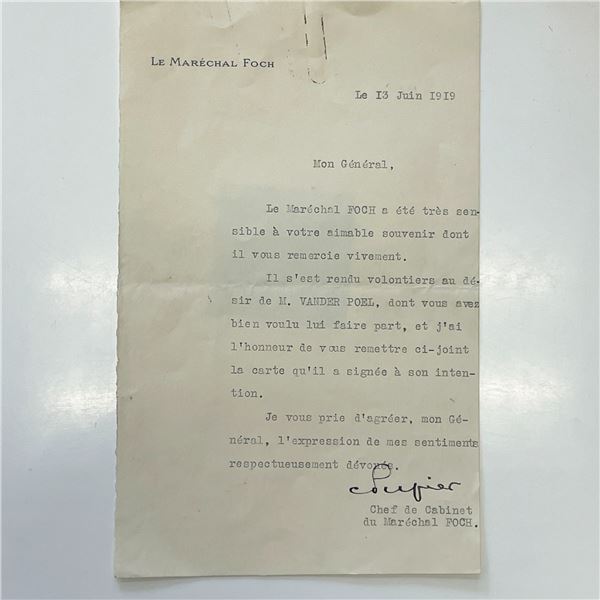 LE MARÉCHAL FOCH
Le I3 Juin I9I9
Mon Général,
Le Maréchal FOCH a été très sen-
sible à votre aimable souvenir dont
il vous remercie vivement.
Il s'est rendu volontiers au dé-
sir de M. VANDER POEL, dont vous avez
bien voulu lui faire part, et j'ai
l'honneur de vous remettre ci-joint
la carte qu'il a signée à son inten-
tion.
Je vous prie d'agréer, mon Gé-
néral, l'expression de mes sentiments
respectueusement dévoués.
Chef de Cabinet
du Maréchal FOCH.